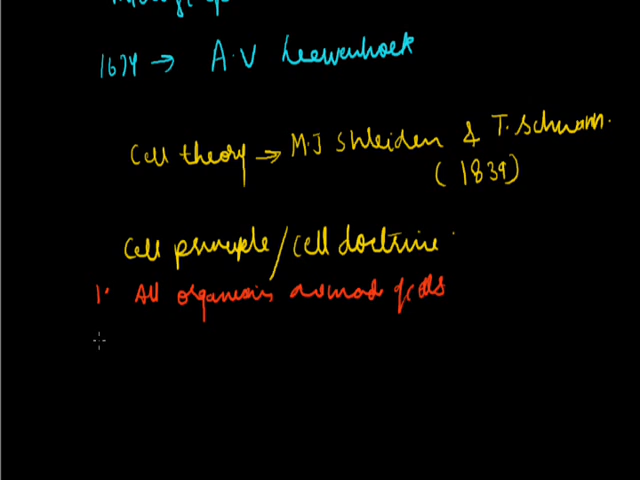 1674 → A.V Leewenhoek
Cell theory → M.J Shleiden & T. Schwann.
(1839)
Cell principle / cell doctrine
1. All organisms are made of cells